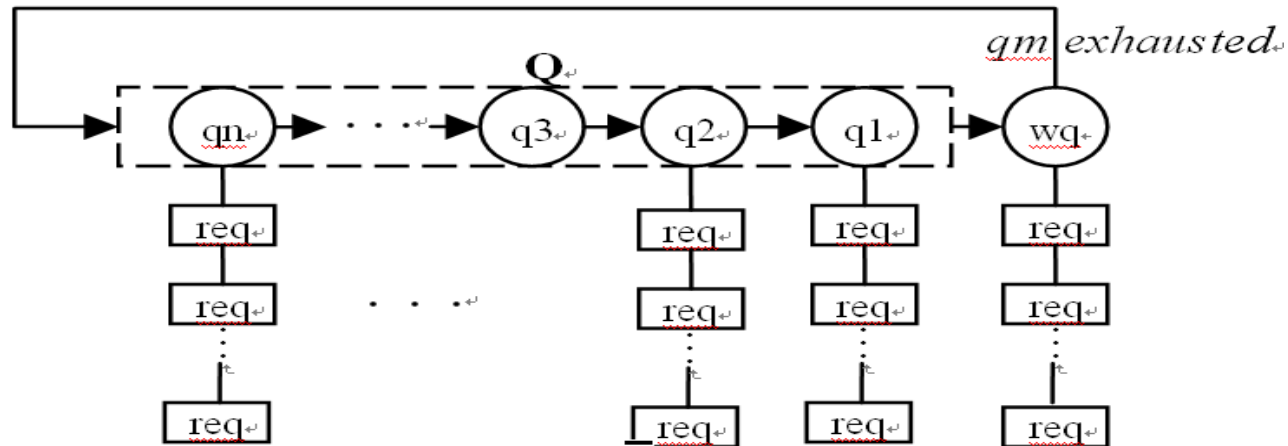 qm exhausted
Q
qn · · · q3 q2 q1 wq
req req req req
req · · · req req req
req req req req